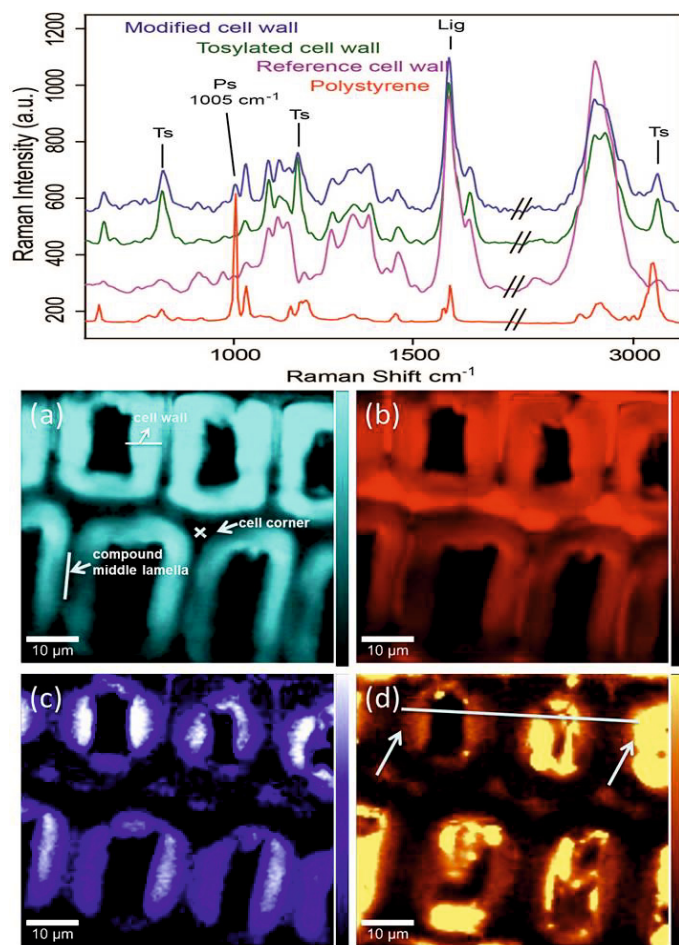 1200
1000
800
600
400
200
Raman Intensity (a.u.)
Modified cell wall
Tosylated cell wall
Reference cell wall
Polystyrene
Lig
Ps
1005 cm-1
Ts
Ts
Ts
1000
1500
3000
Raman Shift cm-1
(a)
cell wall
cell corner
compound
middle lamella
10 µm
(b)
10 µm
(c)
10 µm
(d)
10 µm